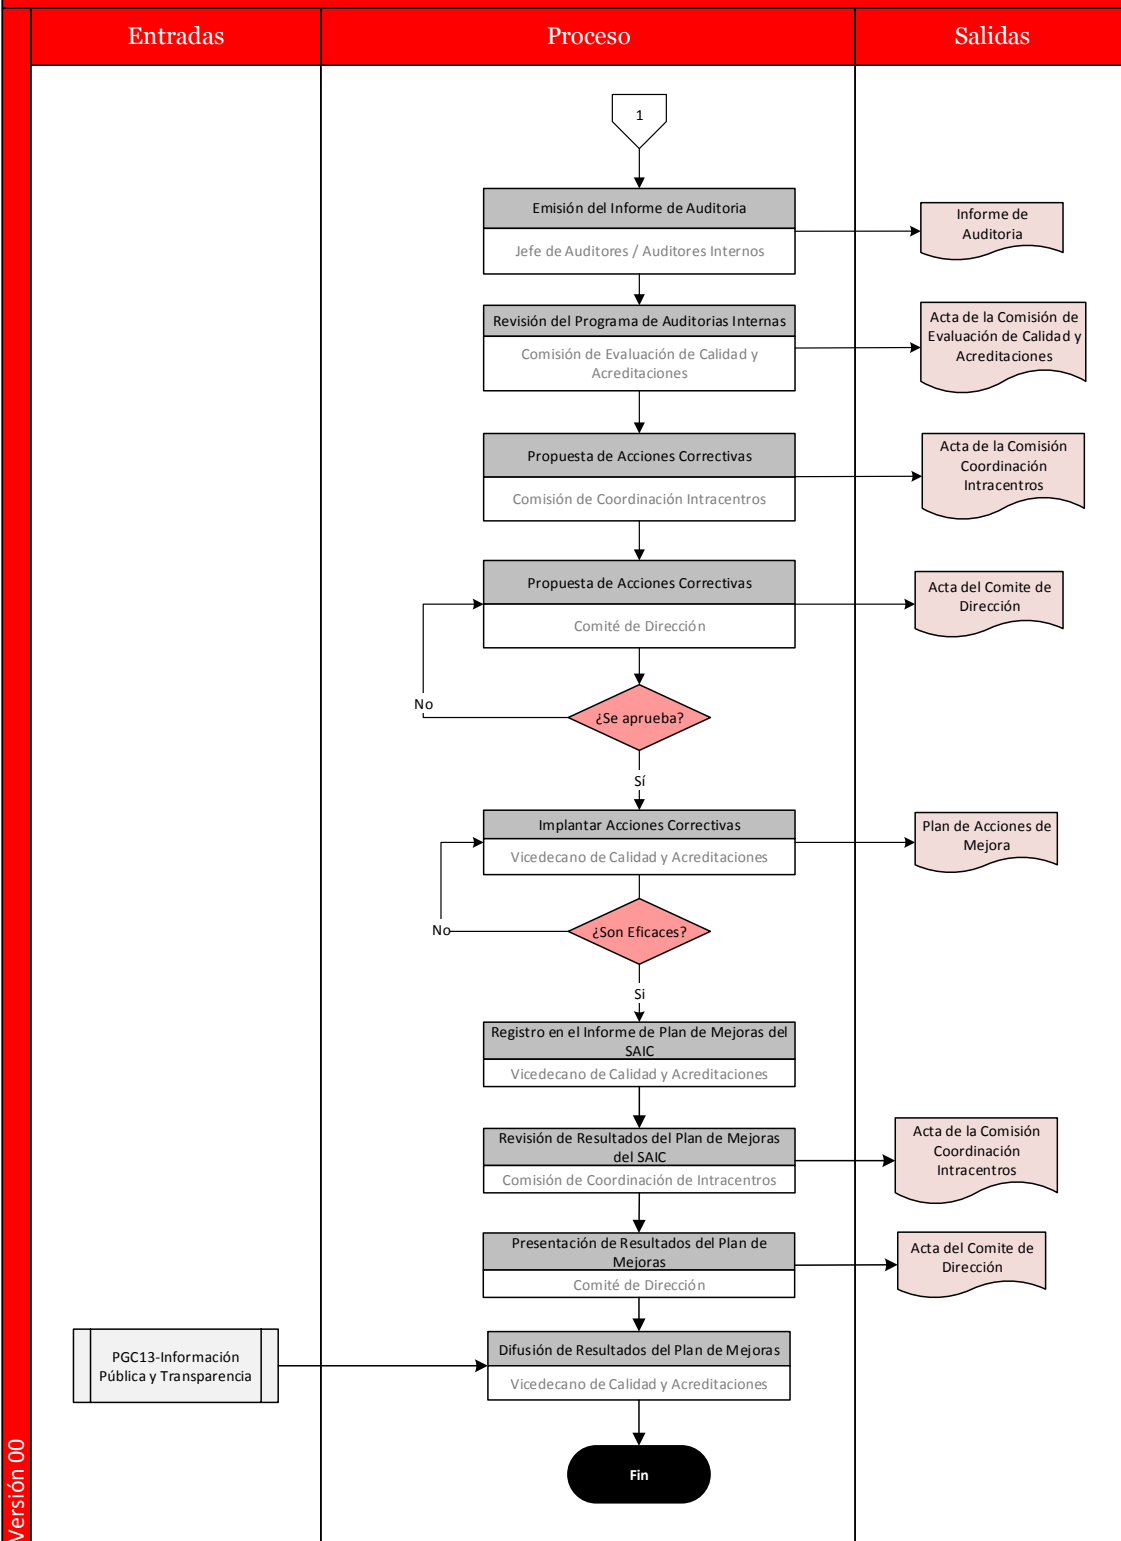 Entradas
Proceso
Salidas
1
Emisión del Informe de Auditoria
Jefe de Auditores / Auditores Internos
Informe de
Auditoria
Revisión del Programa de Auditorias Internas
Comisión de Evaluación de Calidad y
Acreditaciones
Acta de la Comisión de
Evaluación de Calidad y
Acreditaciones
Propuesta de Acciones Correctivas
Comisión de Coordinación Intracentros
Acta de la Comisión
Coordinación
Intracentros
Propuesta de Acciones Correctivas
Comité de Dirección
Acta del Comite de
Dirección
No
¿Se aprueba?
Sí
Implantar Acciones Correctivas
Vicedecano de Calidad y Acreditaciones
Plan de Acciones de
Mejora
No
¿Son Eficaces?
Si
Registro en el Informe de Plan de Mejoras del
SAIC
Vicedecano de Calidad y Acreditaciones
Revisión de Resultados del Plan de Mejoras
del SAIC
Comisión de Coordinación de Intracentros
Acta de la Comisión
Coordinación
Intracentros
Presentación de Resultados del Plan de
Mejoras
Comité de Dirección
Acta del Comite de
Dirección
PGC13-Información
Pública y Transparencia
Difusión de Resultados del Plan de Mejoras
Vicedecano de Calidad y Acreditaciones
Fin
Versión 00